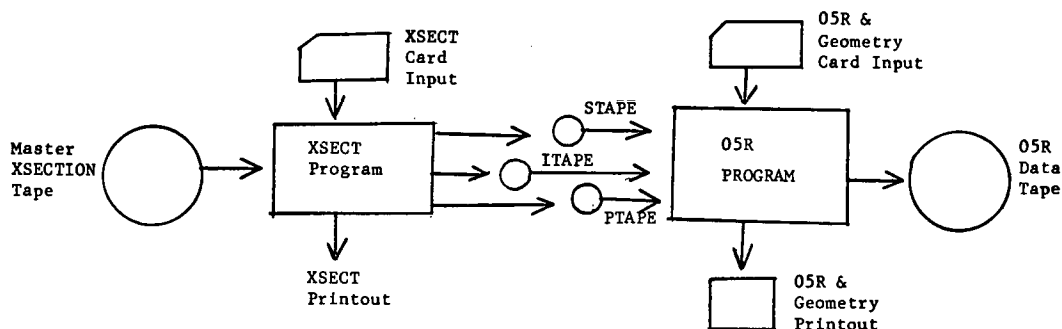 XSECT
Card
Input
05R &
Geometry
Card Input
Master
XSECTION
Tape
XSECT
Program
STAPE
ITAPE
PTAPE
05R
PROGRAM
05R
Data
Tape
XSECT
Printout
05R &
Geometry
Printout